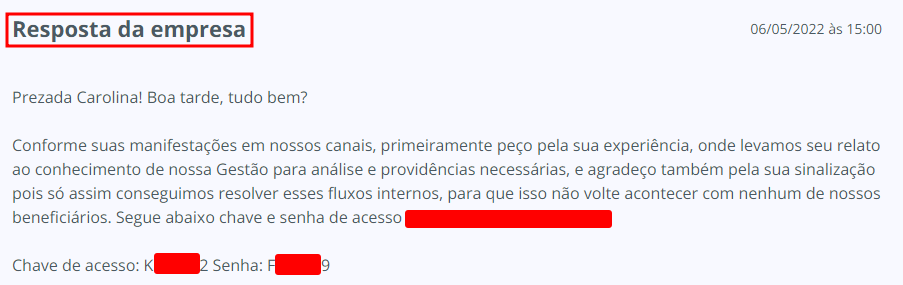 Resposta da empresa
06/05/2022 às 15:00
Prezada Carolina! Boa tarde, tudo bem?
Conforme suas manifestações em nossos canais, primeiramente peço pela sua experiência, onde levamos seu relato
ao conhecimento de nossa Gestão para análise e providências necessárias, e agradeço também pela sua sinalização
pois só assim conseguimos resolver esses fluxos internos, para que isso não volte acontecer com nenhum de nossos
beneficiários. Segue abaixo chave e senha de acesso
Chave de acesso: K 2 Senha: F 9